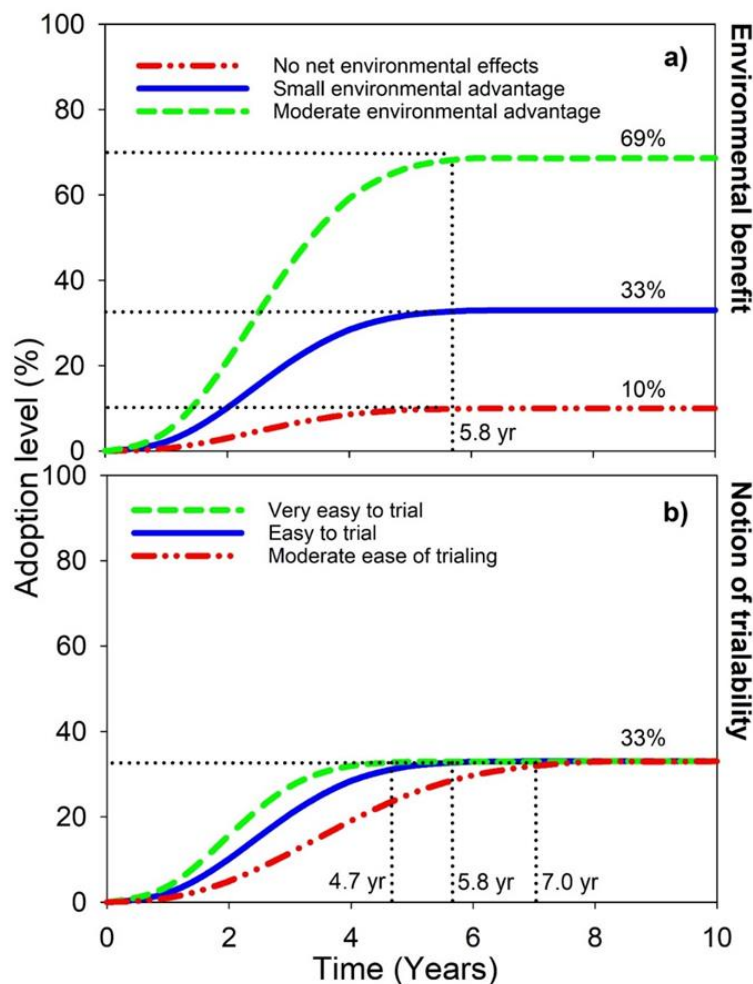 100
80
60
40
20
0
a)
No net environmental effects
Small environmental advantage
Moderate environmental advantage
69%
33%
10%
5.8 yr
Environmental benefit
Adoption level (%)
100
80
60
40
20
0
b)
Very easy to trial
Easy to trial
Moderate ease of trialing
33%
4.7 yr
5.8 yr
7.0 yr
Notion of trialability
0
2
4
6
8
10
Time (Years)